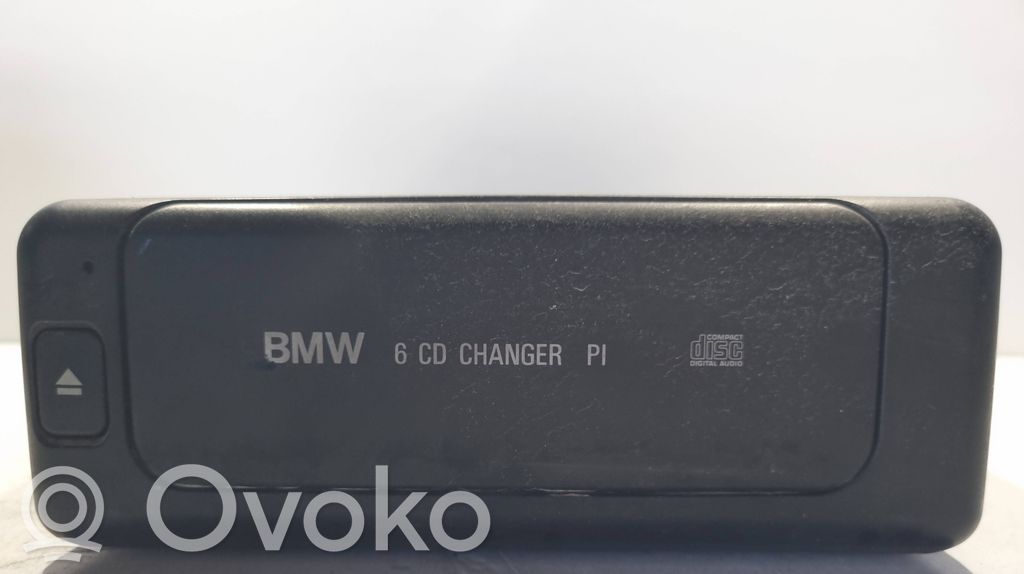 BMW 6 CD CHANGER PI
COMPACT
disc
DIGITAL AUDIO
Ovoko